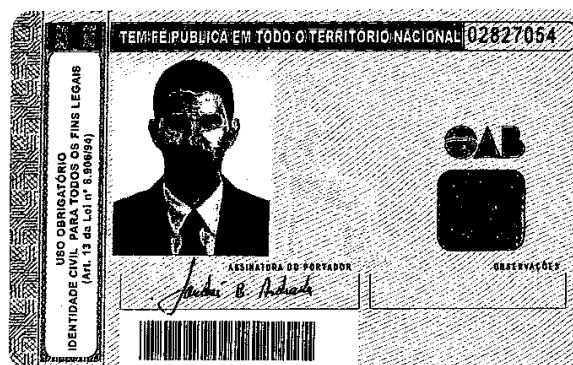 TEM FÉ PÚBLICA EM TODO O TERRITÓRIO NACIONAL 02827054
USO OBRIGATÓRIO
IDENTIDADE CIVIL PARA TODOS OS FINS LEGAIS
(Art. 13 da Lei nº 8.906/94)
OAB
ASSINATURA DO PORTADOR
B. Andrade
OBSERVAÇÕES